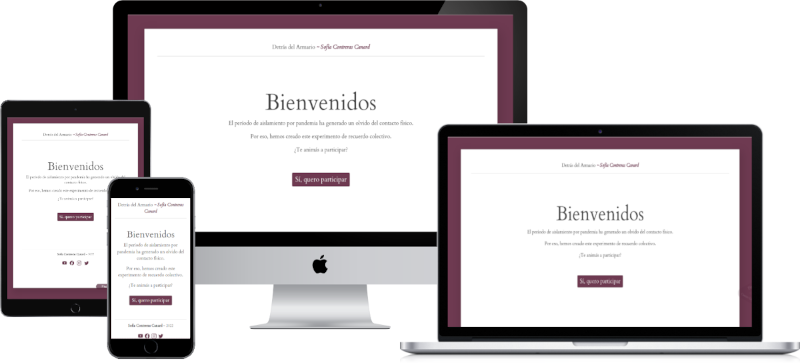 Detrás del Armario - Sofía Contreras Canard
Bienvenidos
El periodo de aislamiento por pandemia ha generado un olvido del contacto físico.
Por eso, hemos creado este experimento de recuerdo colectivo.
¿Te animás a participar?
Sí, quero participar
Detrás del Armario - Sofía Contreras Canard
Bienvenidos
El periodo de aislamiento por pandemia ha generado un olvido del
contacto físico.
Por eso, hemos creado este experimento de recuerdo colectivo.
¿Te animás a participar?
Sí, quero participar
Sofía Contreras Canard - 2022
Detrás del Armario - Sofía Contreras
Canard
Bienvenidos
El periodo de aislamiento por
pandemia ha generado un olvido del
contacto físico.
Por eso, hemos creado este
experimento de recuerdo colectivo.
¿Te animás a participar?
Sí, quero participar
Sofía Contreras Canard - 2022
Detrás del Armario - Sofía Contreras Canard
Bienvenidos
El periodo de aislamiento por pandemia ha generado un olvido del contacto físico.
Por eso, hemos creado este experimento de recuerdo colectivo.
¿Te animás a participar?
Sí, quero participar